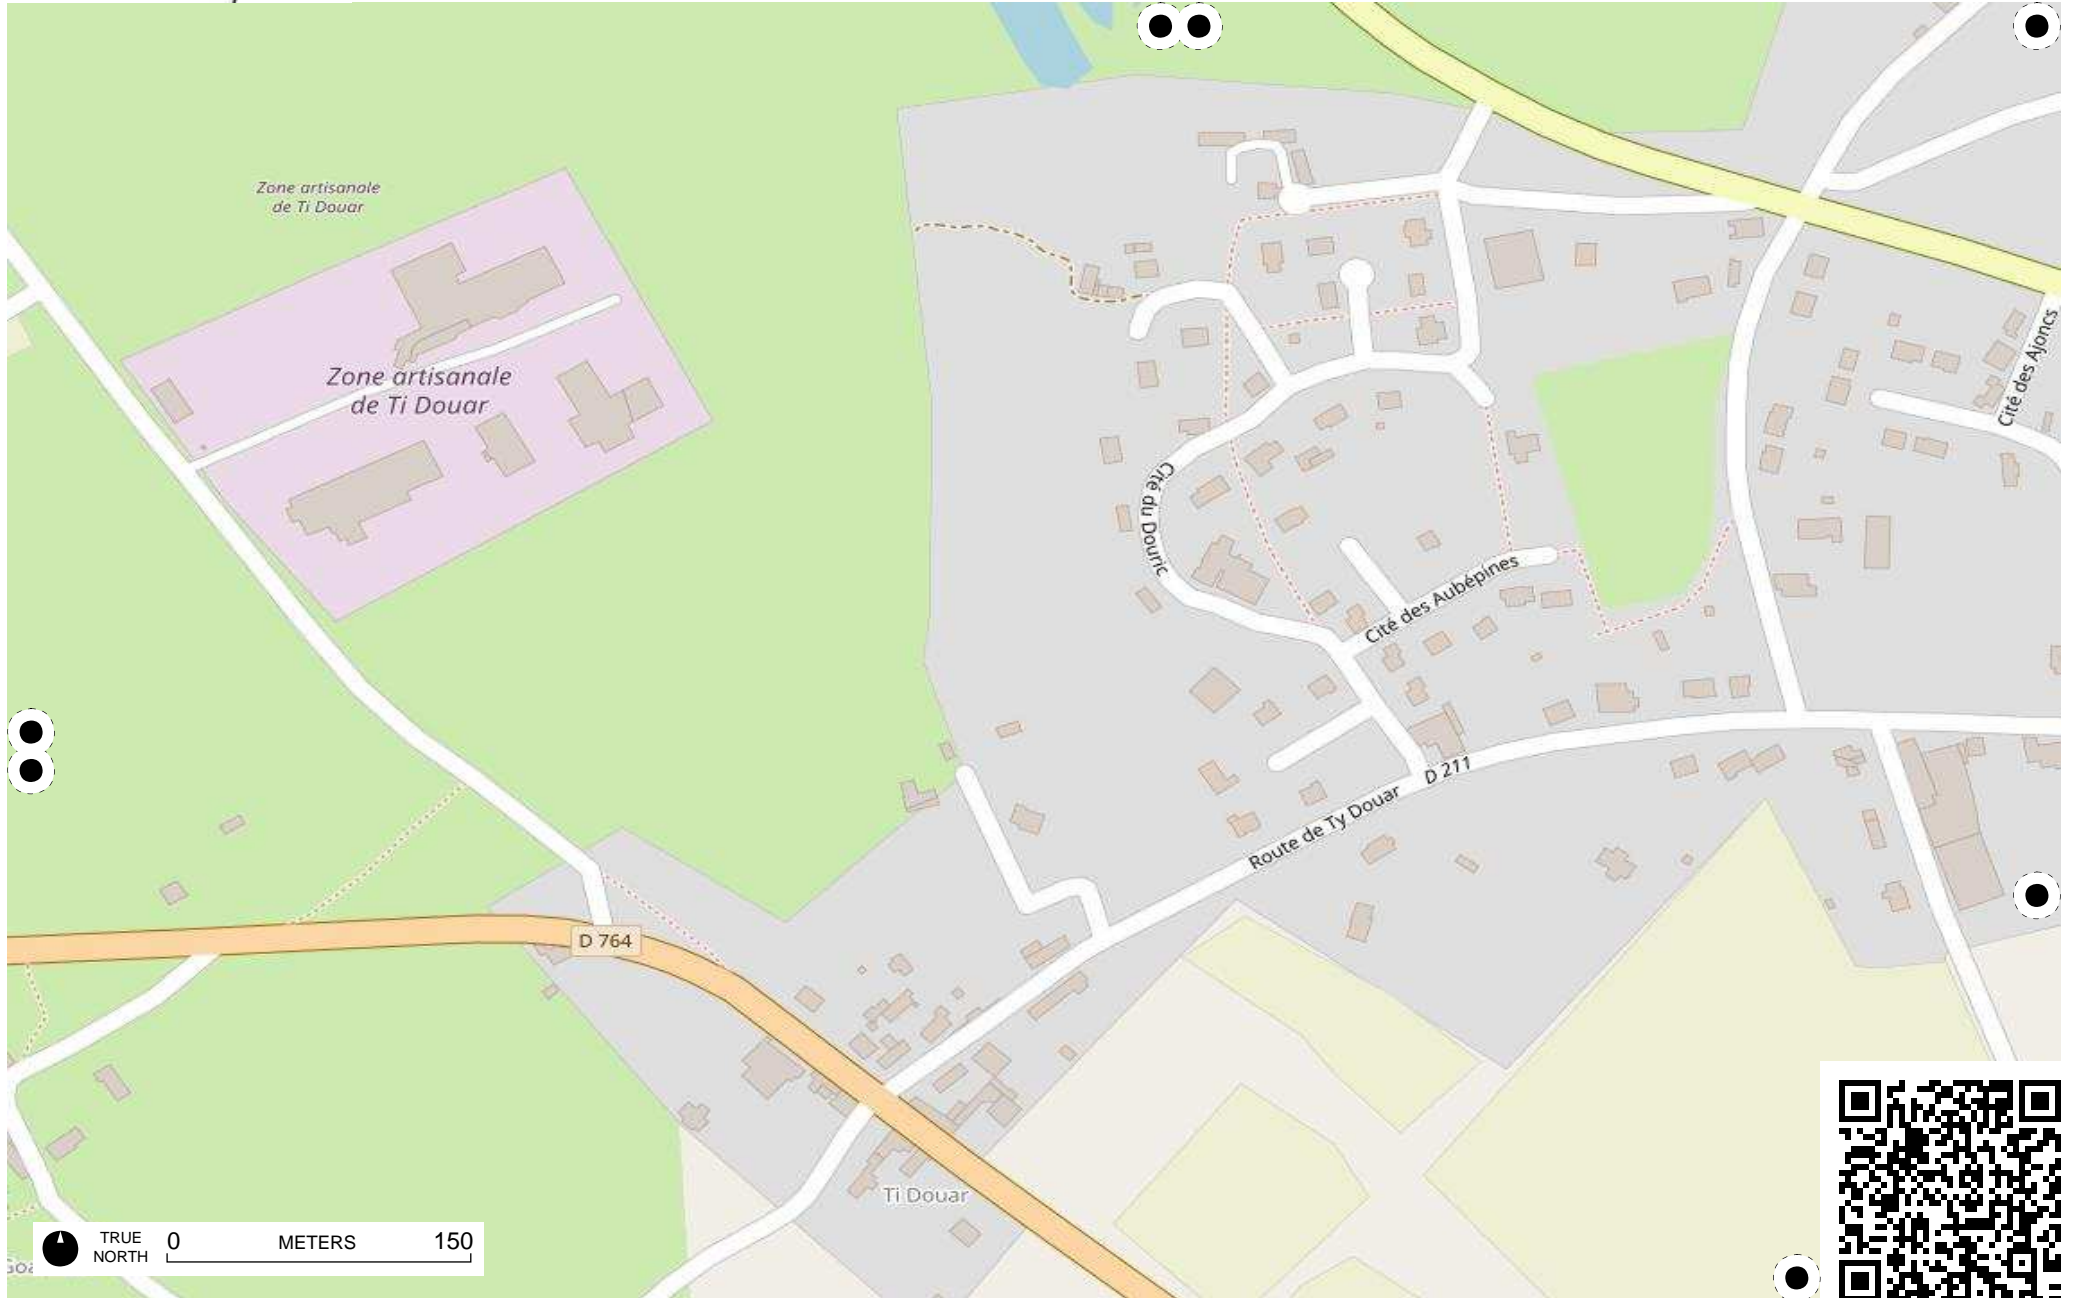 Zone artisanale
de Ti Douar
Zone artisanale
de Ti Douar
Cité des Ajoncs
Cité du Douric
Cité des Aubépines
D 211
Route de Ty Douar
D 764
Ti Douar
TRUE
NORTH
0 METERS 150